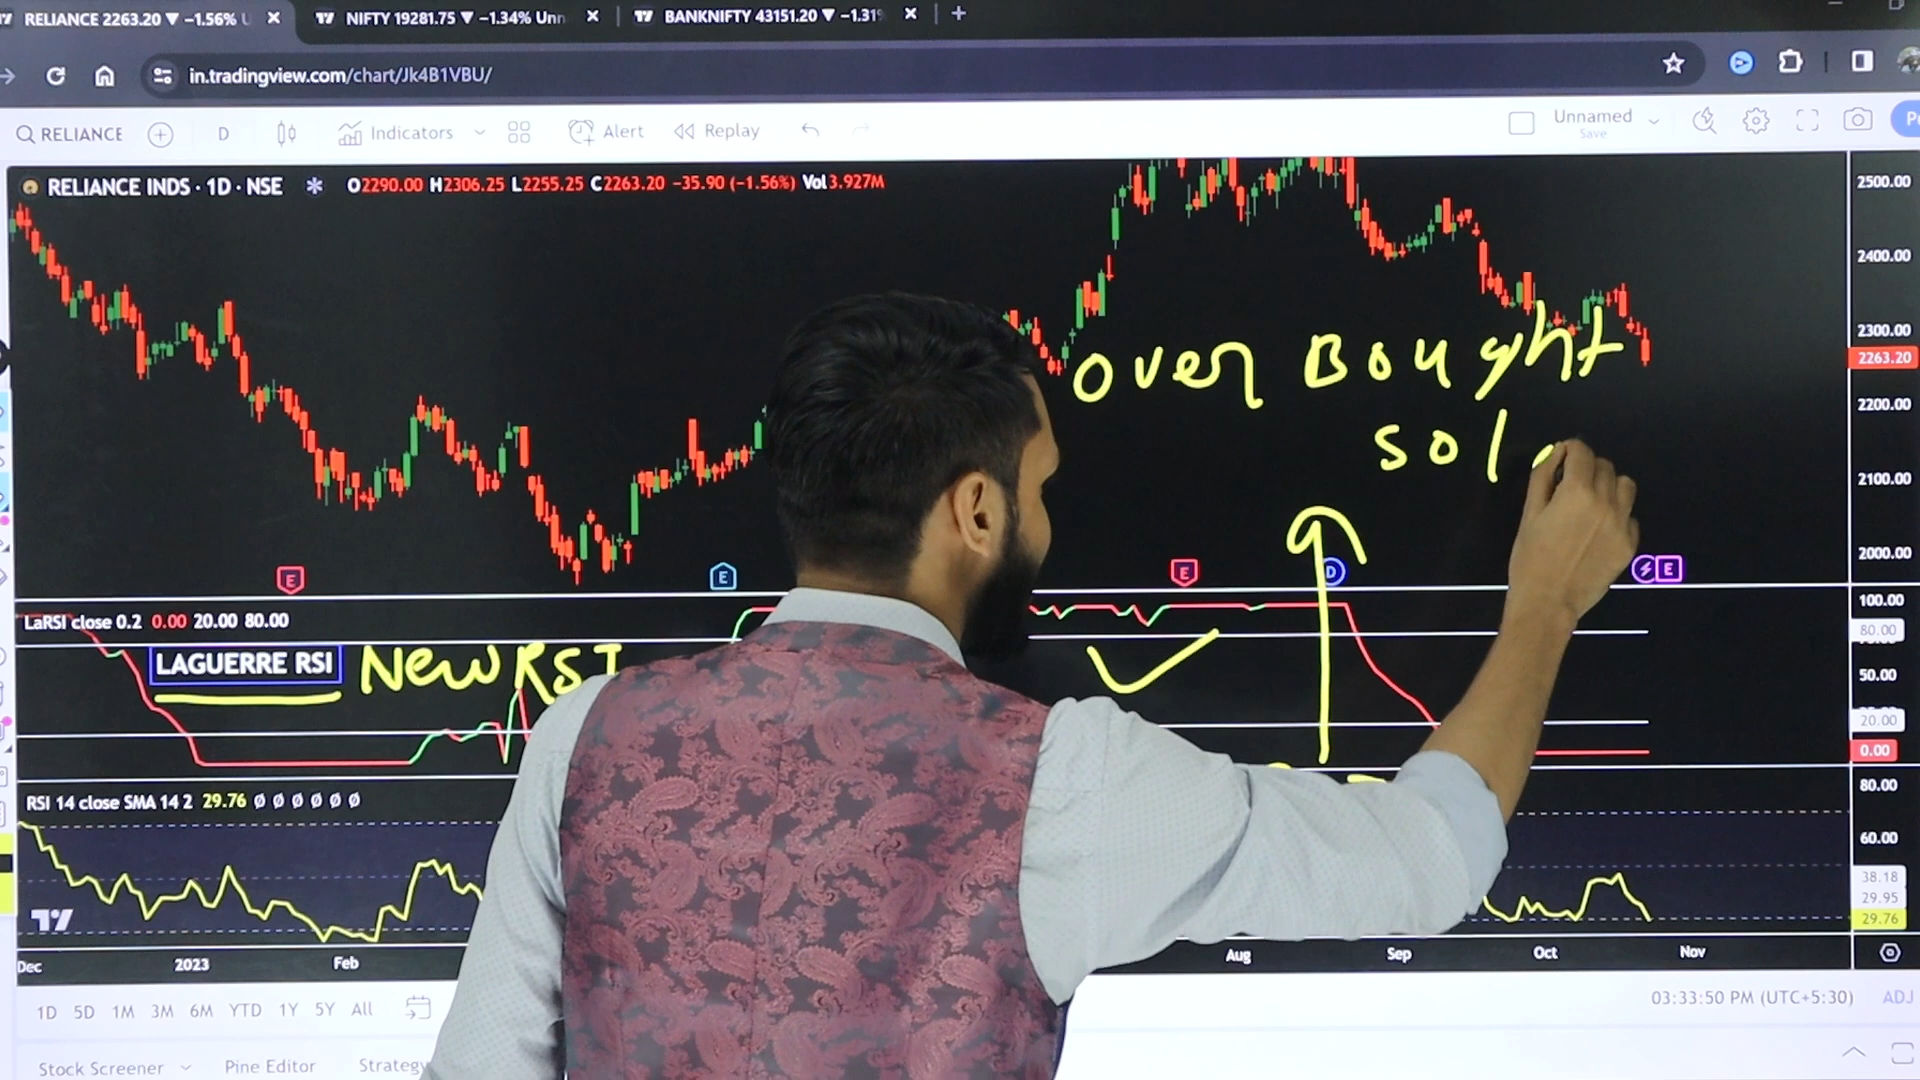 RELIANCE 2263.20 ▼ −1.56% U
NIFTY 19281.75 ▼ −1.34% Unn
BANKNIFTY 43151.20 ▼ −1.31%
in.tradingview.com/chart/Jk4B1VBU/
RELIANCE D Indicators Alert Replay
Unnamed
Save
RELIANCE INDS · 1D · NSE O2290.00 H2306.25 L2255.25 C2263.20 −35.90 (−1.56%) Vol3.927M
2500.00
2400.00
2300.00
2263.20
2200.00
2100.00
2000.00
Over Bought
Sol
E
E
E
D
E
LaRSI close 0.2 0.00 20.00 80.00
LAGUERRE RSI New RSI
100.00
80.00
50.00
20.00
0.00
RSI 14 close SMA 14 2 29.76 Ø Ø Ø Ø Ø Ø
80.00
60.00
38.18
29.95
29.76
Dec 2023 Feb Aug Sep Oct Nov
1D 5D 1M 3M 6M YTD 1Y 5Y All
03:33:50 PM (UTC+5:30) ADJ
Stock Screener Pine Editor Strategy